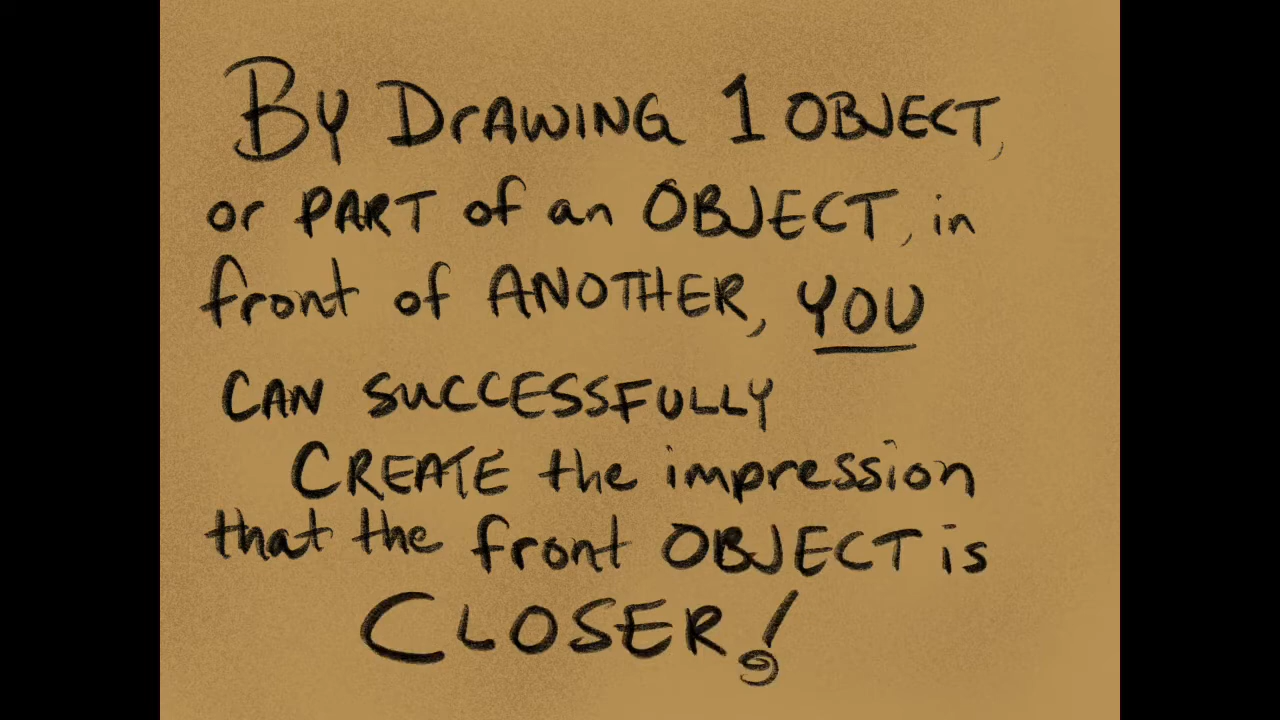 By DrAWING 1 OBJECT,
or PART of an OBJECT, in
front of ANOTHER, YOU
CAN SUCCESSFULLY
CREATE the impression
that the front OBJECT is
CLOSER!